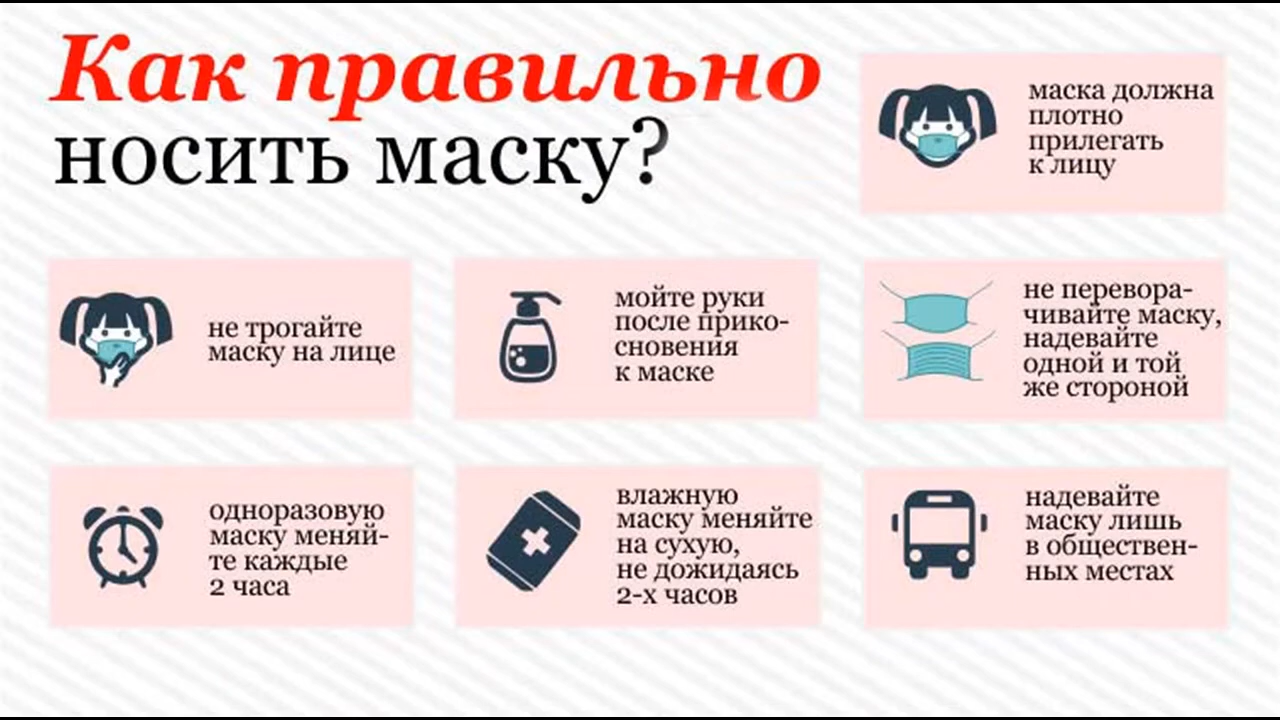 Как правильно
носить маску?
маска должна
плотно
прилегать
к лицу
не трогайте
маску на лице
мойте руки
после прико-
сновения
к маске
не перевора-
чивайте маску,
надевайте
одной и той
же стороной
одноразовую
маску меняй-
те каждые
2 часа
влажную
маску меняйте
на сухую,
не дожидаясь
2-х часов
надевайте
маску лишь
в обществен-
ных местах